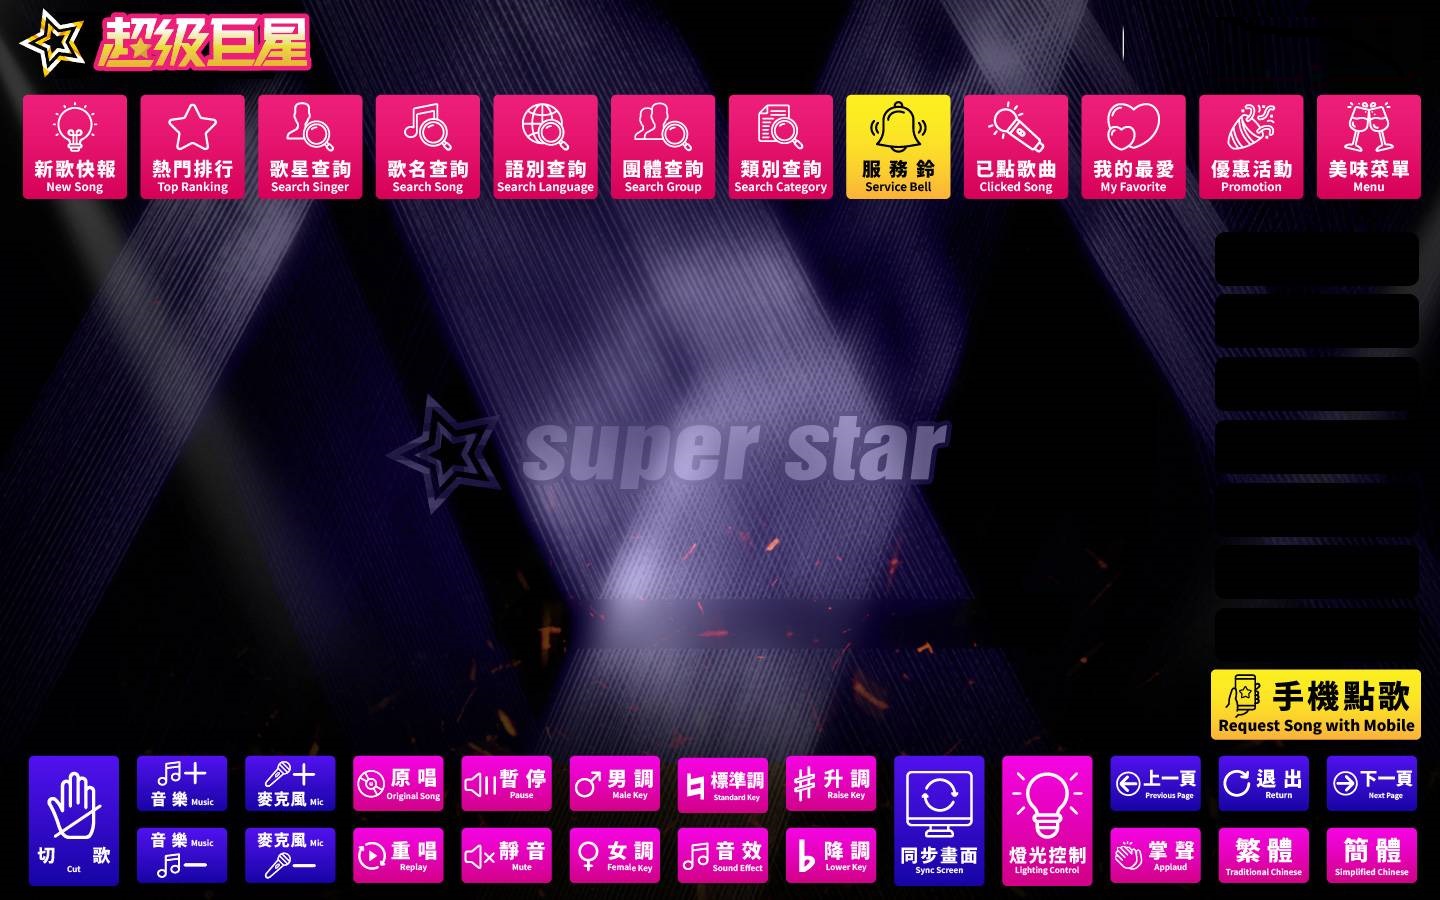 超级巨星
新歌快報
New Song
熱門排行
Top Ranking
歌星查詢
Search Singer
歌名查詢
Search Song
語別查詢
Search Language
團體查詢
Search Group
類別查詢
Search Category
服務鈴
Service Bell
已點歌曲
Clicked Song
我的最愛
My Favorite
優惠活動
Promotion
美味菜單
Menu
super star
手機點歌
Request Song with Mobile
切歌
Cut
音樂 Music
麥克風 Mic
原唱
Original Song
暫停
Pause
男調
Male Key
標準調
Standard Key
升調
Raise Key
同步畫面
Sync Screen
燈光控制
Lighting Control
上一頁
Previous Page
退出
Return
下一頁
Next Page
音樂 Music
麥克風 Mic
重唱
Replay
靜音
Mute
女調
Female Key
音效
Sound Effect
降調
Lower Key
掌聲
Applaud
繁體
Traditional Chinese
簡體
Simplified Chinese